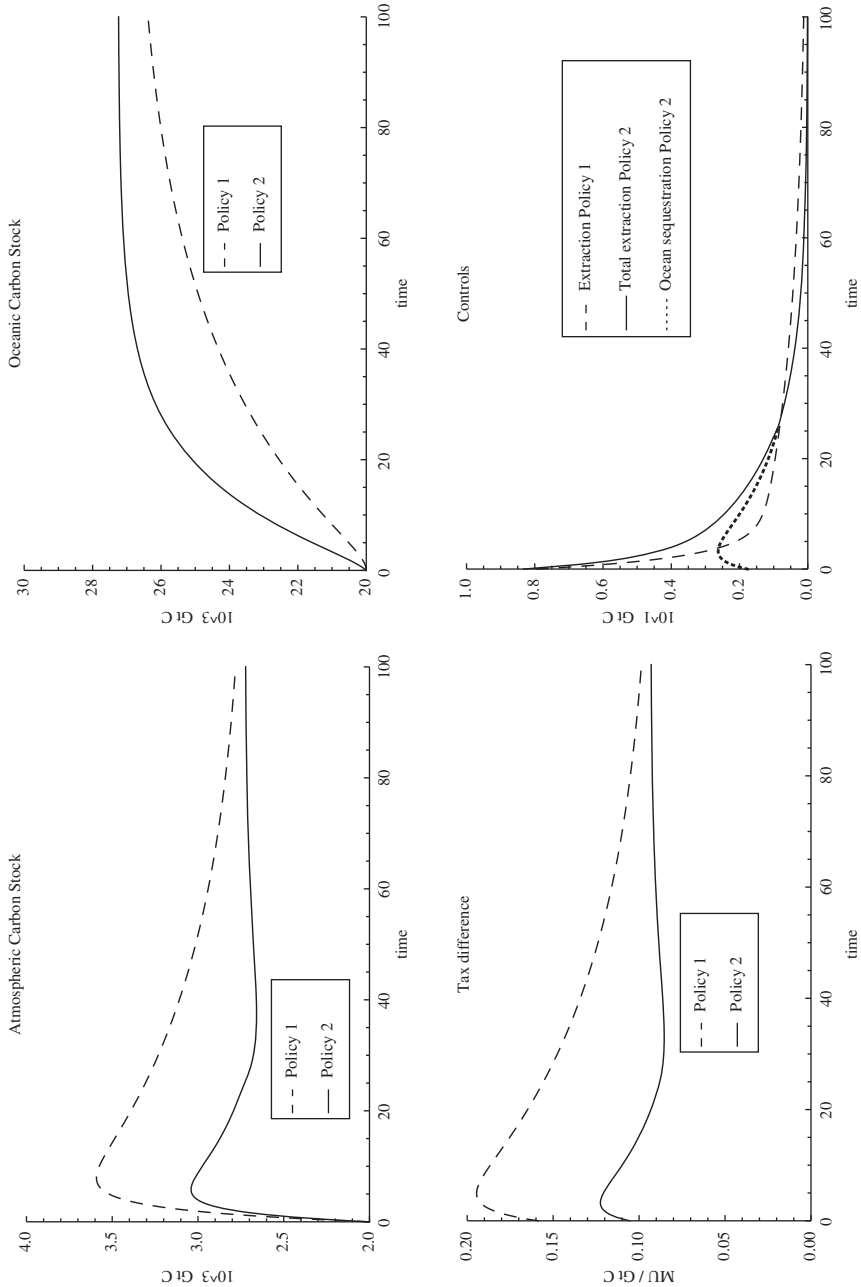 Atmospheric Carbon Stock
4.0
3.5
3.0
2.5
2.0
10^3 Gt C
0
20
40
60
80
100
time
Policy 1
Policy 2
Oceanic Carbon Stock
30
28
26
24
22
20
10^3 Gt C
0
20
40
60
80
100
time
Policy 1
Policy 2
Tax difference
0.20
0.15
0.10
0.05
0.00
MU / Gt C
0
20
40
60
80
100
time
Policy 1
Policy 2
Controls
1.0
0.8
0.6
0.4
0.2
0.0
10^1 Gt C
0
20
40
60
80
100
time
Extraction Policy 1
Total extraction Policy 2
Ocean sequestration Policy 2